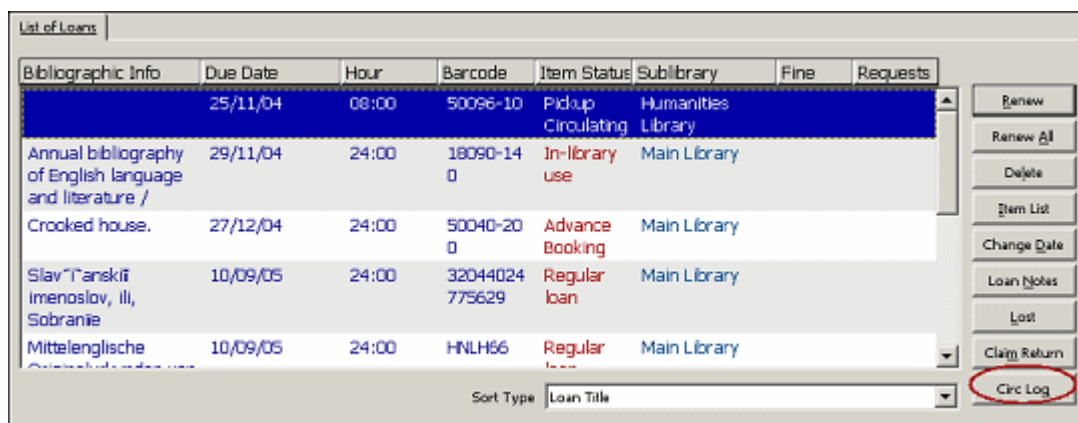 List of Loans
Bibliographic Info Due Date Hour Barcode Item Status Sublibrary Fine Requests
25/11/04 08:00 50096-10 Pickup Humanities
Circulating Library
Annual bibliography 29/11/04 24:00 18090-14 In-library Main Library
of English language 0 use
and literature /
Crooked house. 27/12/04 24:00 50040-20 Advance Main Library
0 Booking
10/09/05 24:00 32044024 Regular Main Library
imenoslov, ili, 775629 loan
Sobranïe
Mittelenglische 10/09/05 24:00 HNLH66 Regular Main Library
Sort Type Loan Title
Renew
Renew All
Delete
Item List
Change Date
Loan Notes
Lost
Claim Return
Circ Log